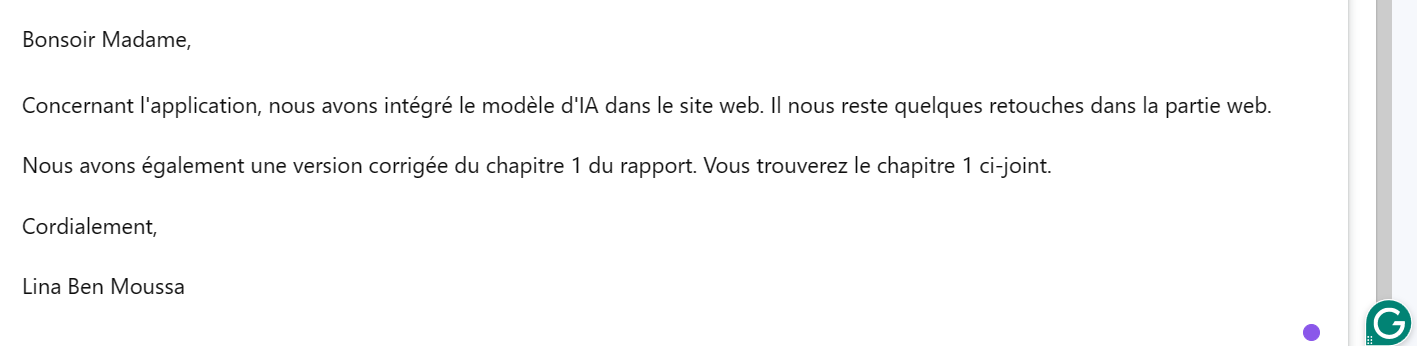 Bonsoir Madame,
Concernant l'application, nous avons intégré le modèle d'IA dans le site web. Il nous reste quelques retouches dans la partie web.
Nous avons également une version corrigée du chapitre 1 du rapport. Vous trouverez le chapitre 1 ci-joint.
Cordialement,
Lina Ben Moussa